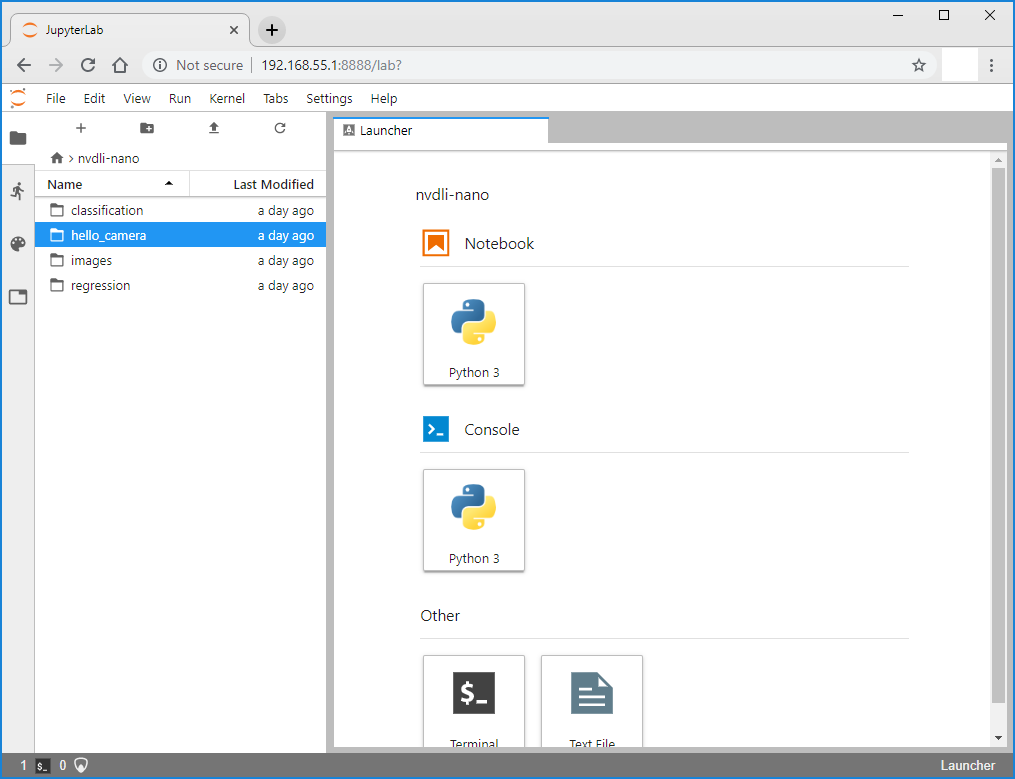 JupyterLab
Not secure 192.168.55.1:8888/lab?
File Edit View Run Kernel Tabs Settings Help
Launcher
nvdli-nano
Name Last Modified
classification a day ago
hello_camera a day ago
images a day ago
regression a day ago
nvdli-nano
Notebook
Python 3
>_ Console
Python 3
Other
$_
Terminal Text File
1 $_ 0 Launcher